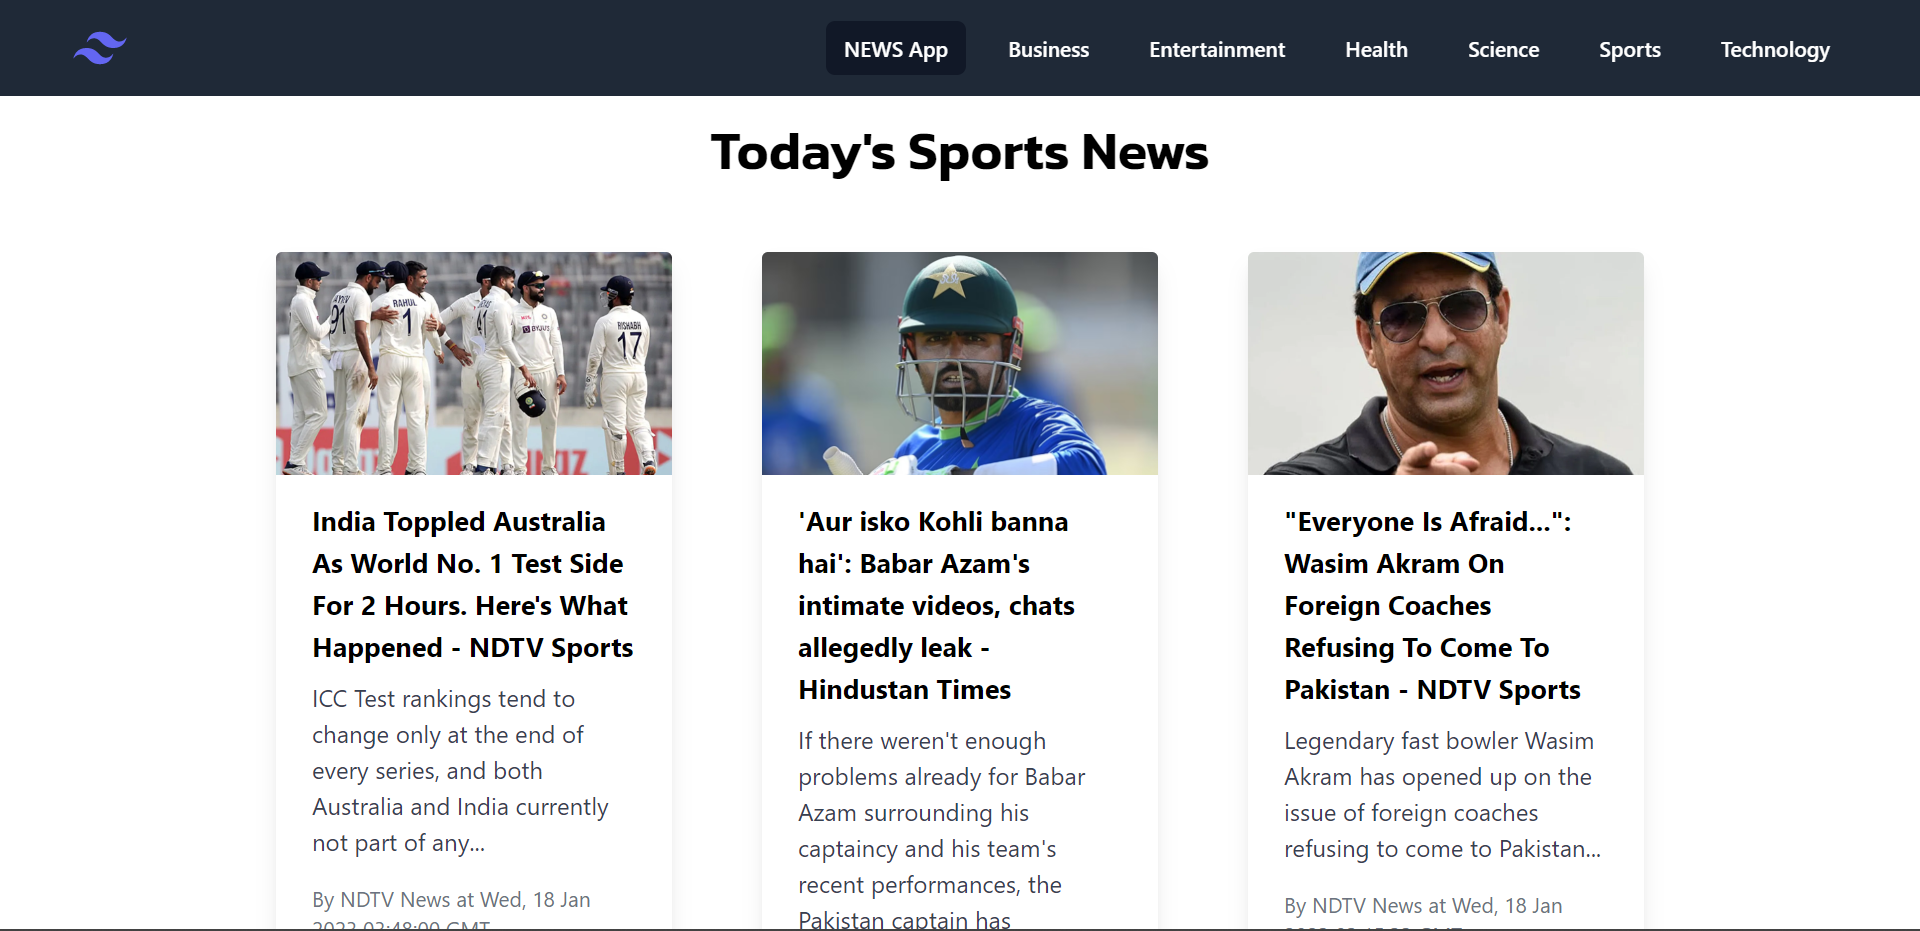 NEWS App
Business
Entertainment
Health
Science
Sports
Technology
Today's Sports News
RAHUL
1
91
41
BYJU'S
RISHABH
17
India Toppled Australia
As World No. 1 Test Side
For 2 Hours. Here's What
Happened - NDTV Sports
ICC Test rankings tend to
change only at the end of
every series, and both
Australia and India currently
not part of any...
By NDTV News at Wed, 18 Jan
'Aur isko Kohli banna
hai': Babar Azam's
intimate videos, chats
allegedly leak -
Hindustan Times
If there weren't enough
problems already for Babar
Azam surrounding his
captaincy and his team's
recent performances, the
Pakistan captain has
"Everyone Is Afraid...":
Wasim Akram On
Foreign Coaches
Refusing To Come To
Pakistan - NDTV Sports
Legendary fast bowler Wasim
Akram has opened up on the
issue of foreign coaches
refusing to come to Pakistan...
By NDTV News at Wed, 18 Jan